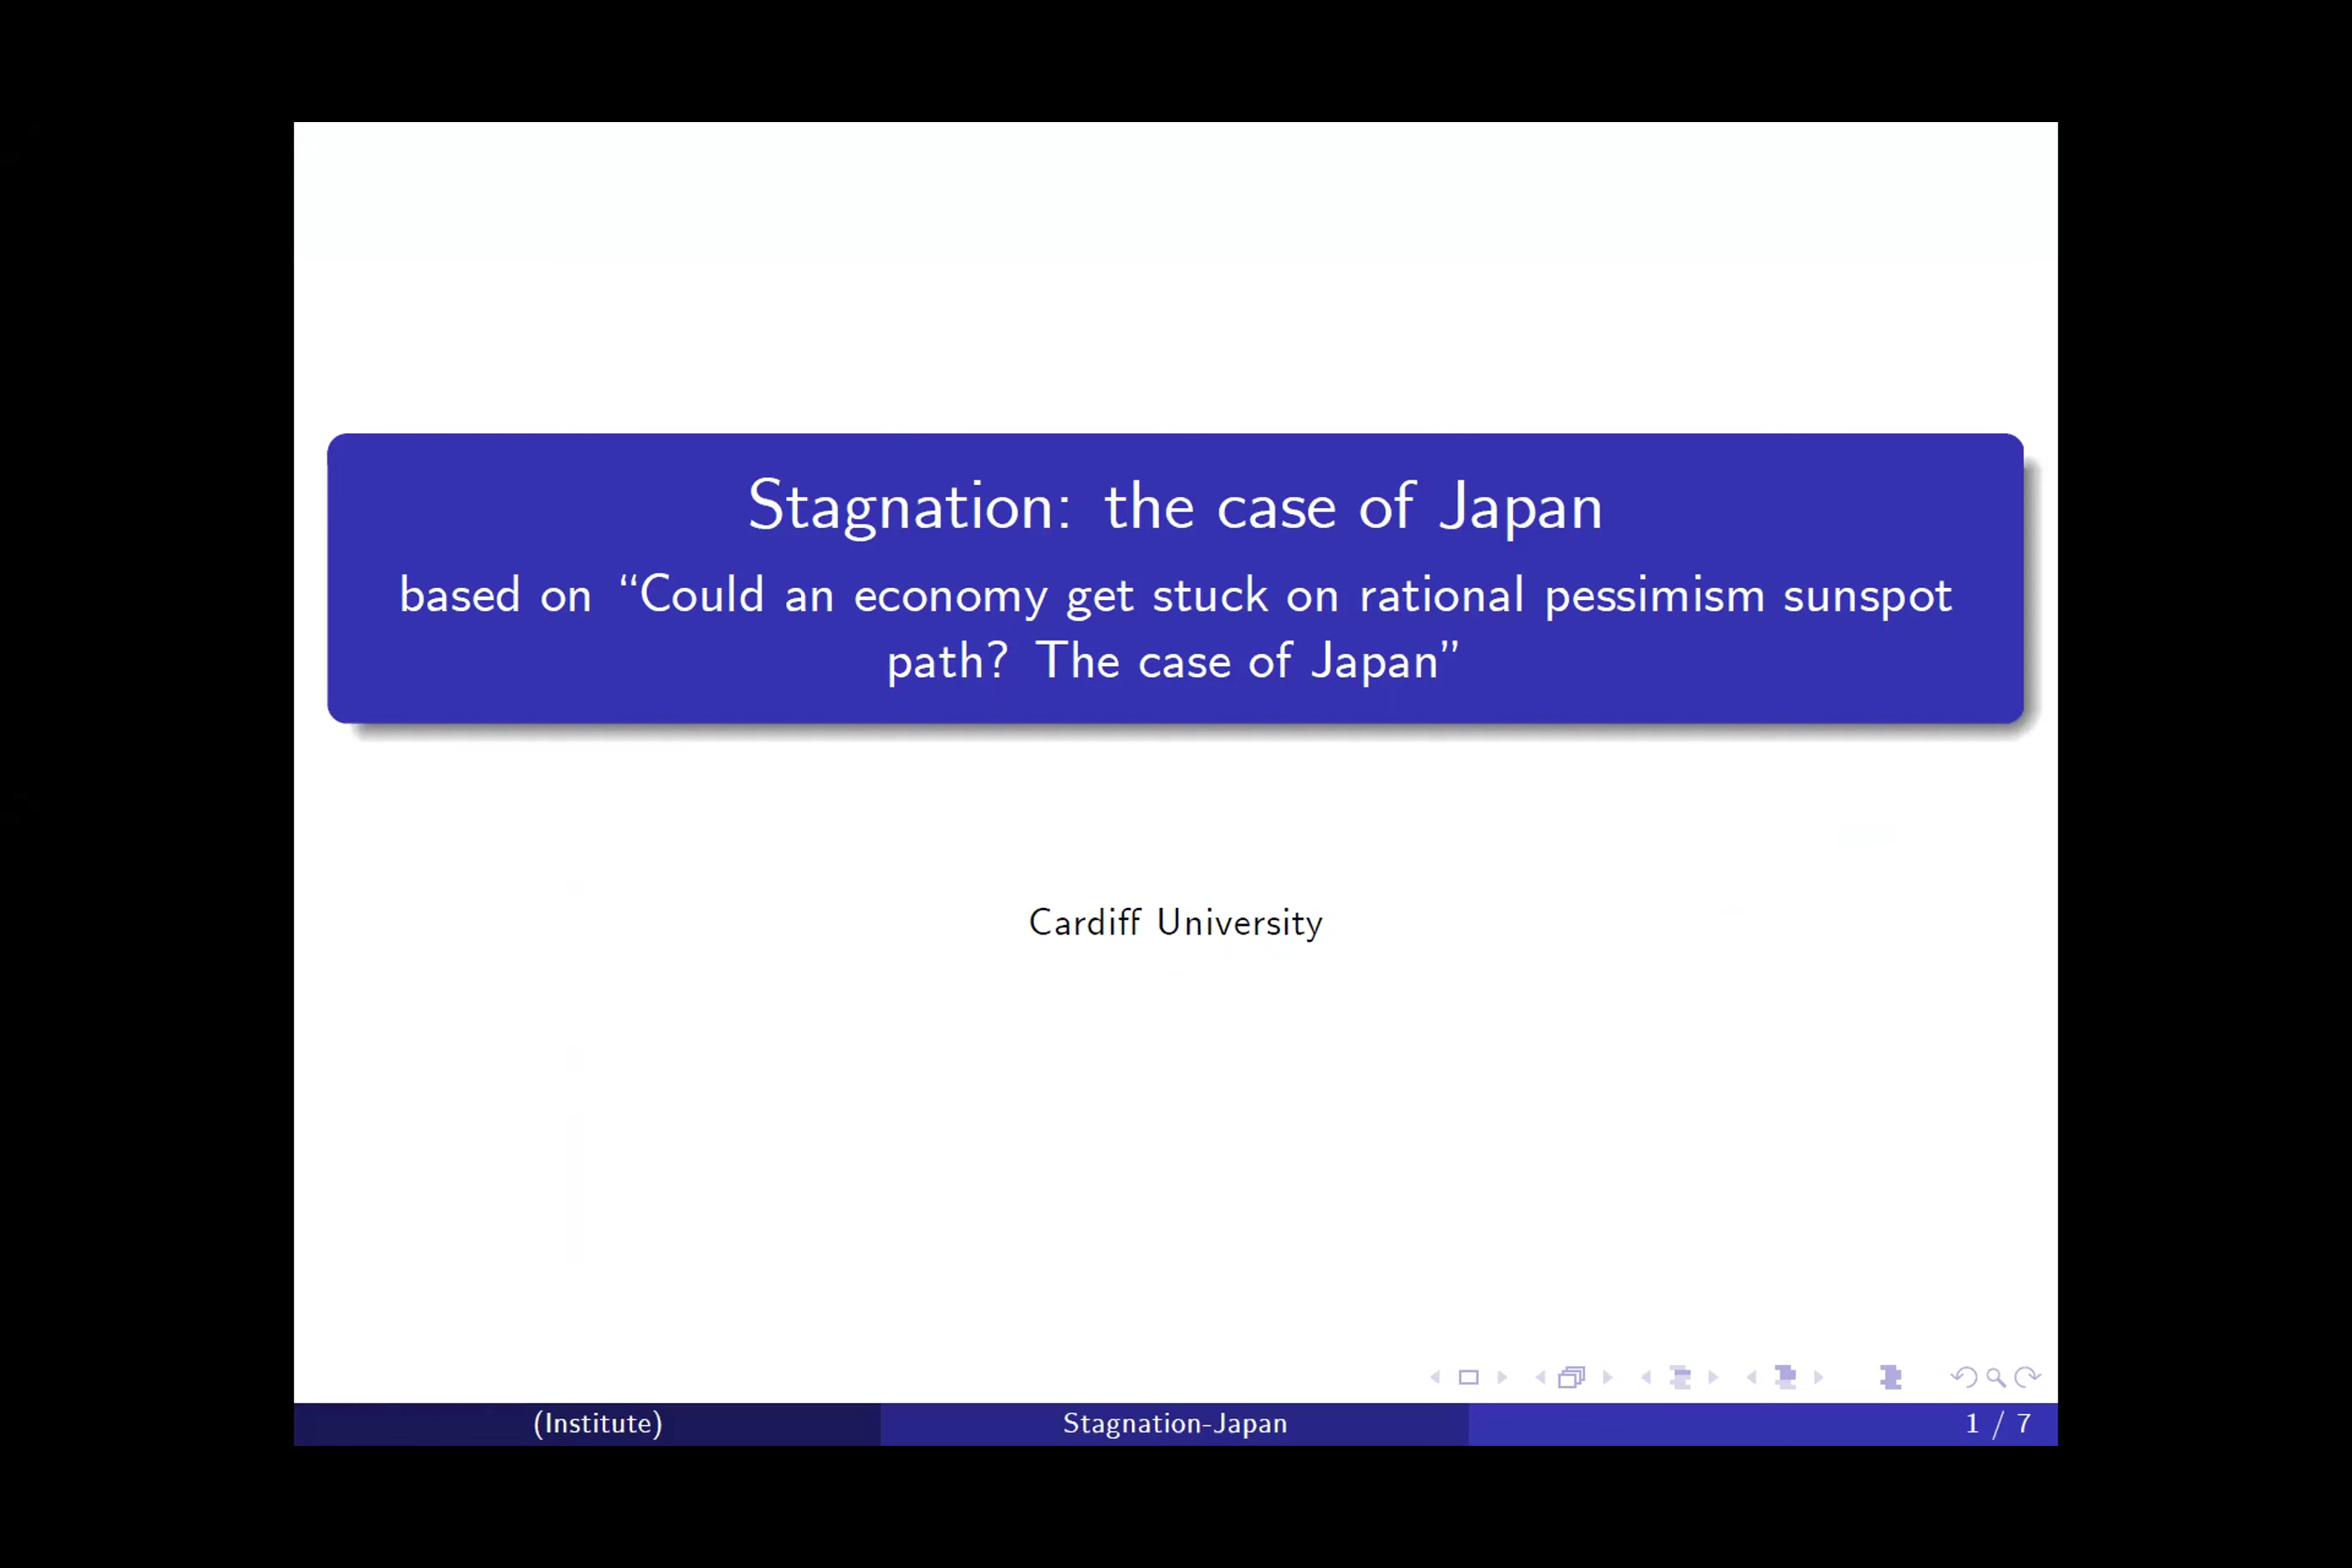 Stagnation: the case of Japan
based on “Could an economy get stuck on rational pessimism sunspot
path? The case of Japan”
Cardiff University
(Institute)
Stagnation-Japan
1 / 7